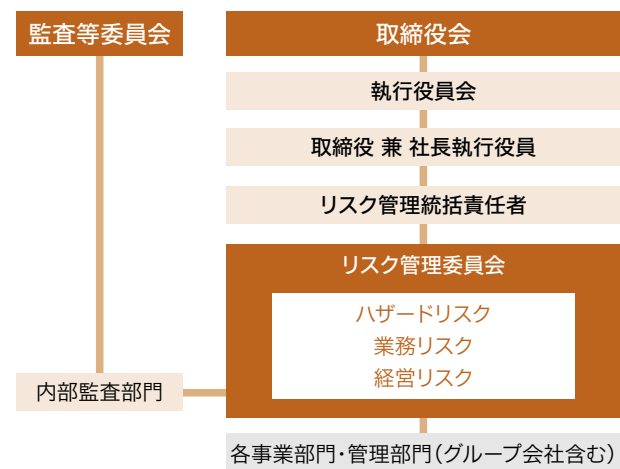 監査等委員会
取締役会
執行役員会
取締役 兼 社長執行役員
リスク管理統括責任者
リスク管理委員会
ハザードリスク
業務リスク
経営リスク
内部監査部門
各事業部門・管理部門(グループ会社含む)